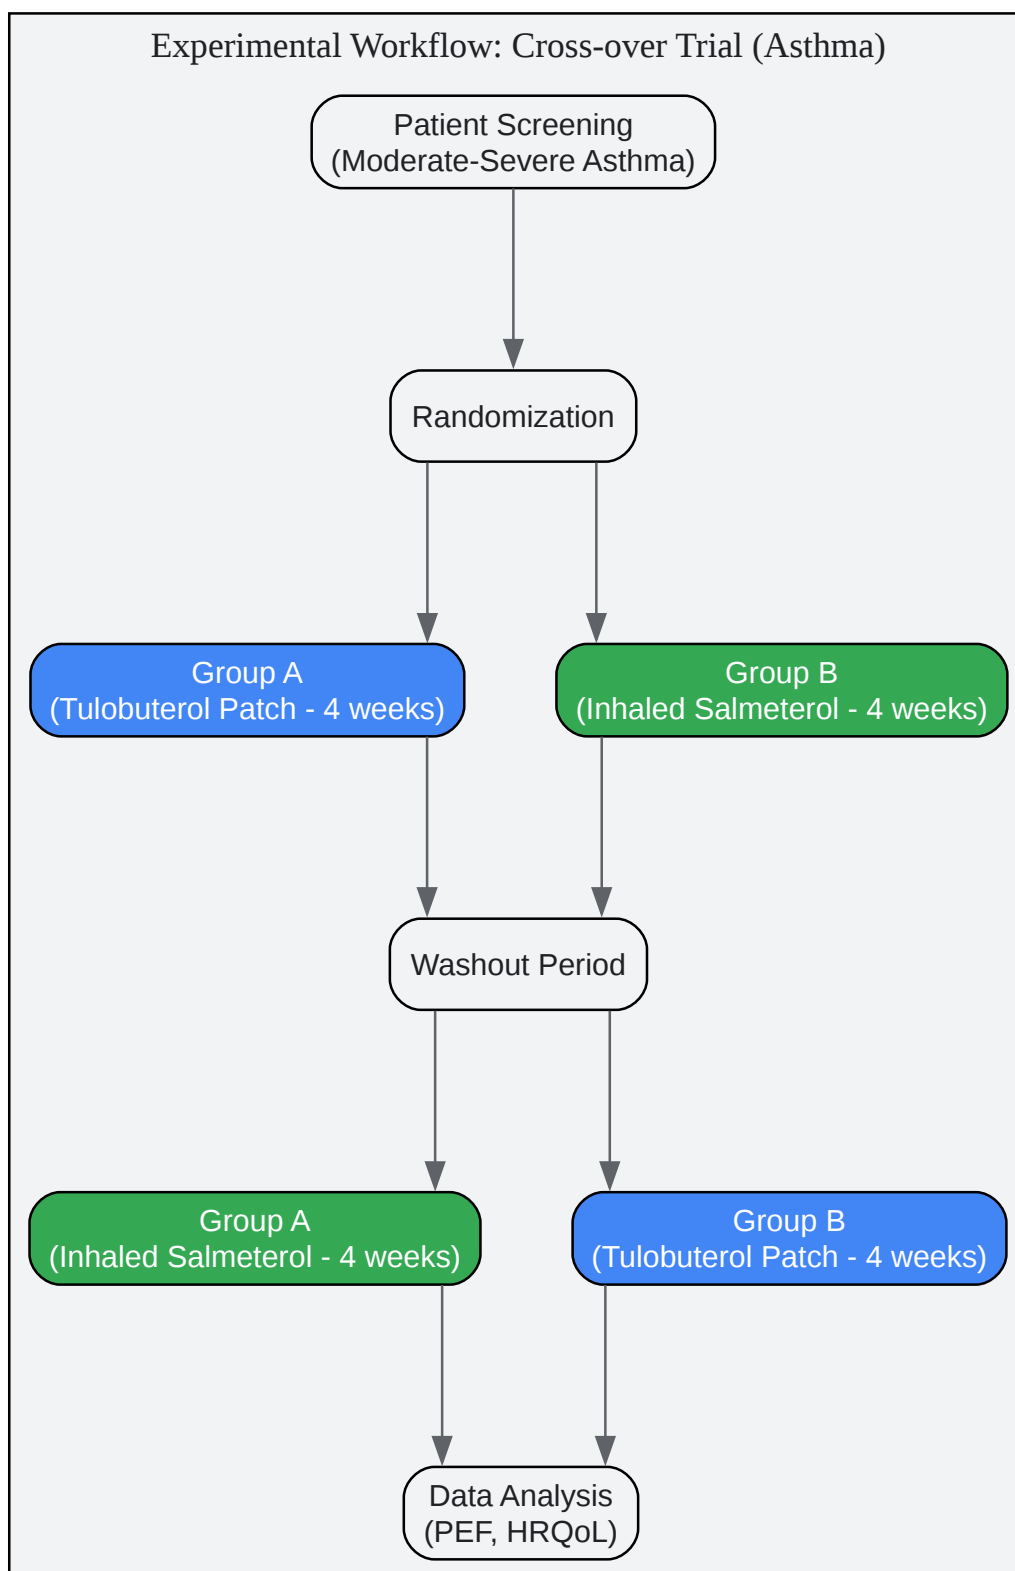 Experimental Workflow: Cross-over Trial (Asthma)
Patient Screening
(Moderate-Severe Asthma)
Randomization
Group A
(Tulobuterol Patch - 4 weeks)
Group B
(Inhaled Salmeterol - 4 weeks)
Washout Period
Group A
(Inhaled Salmeterol - 4 weeks)
Group B
(Tulobuterol Patch - 4 weeks)
Data Analysis
(PEF, HRQoL)